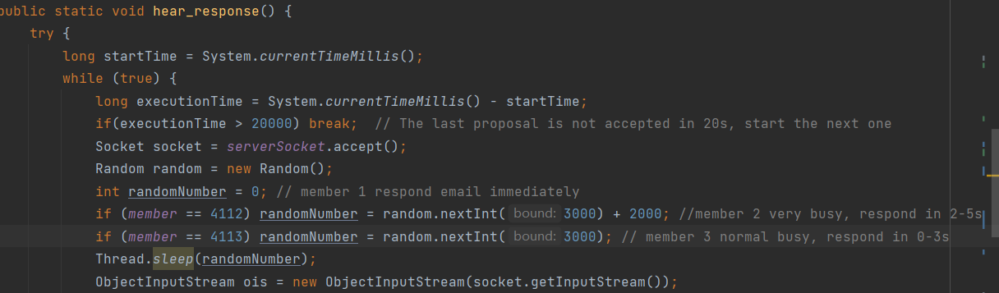 public static void hear_response() {
try {
long startTime = System.currentTimeMillis();
while (true) {
long executionTime = System.currentTimeMillis() - startTime;
if(executionTime > 20000) break;  // The last proposal is not accepted in 20s, start the next one
Socket socket = serverSocket.accept();
Random random = new Random();
int randomNumber = 0; // member 1 respond email immediately
if (member == 4112) randomNumber = random.nextInt( bound: 3000) + 2000; //member 2 very busy, respond in 2-5s
if (member == 4113) randomNumber = random.nextInt( bound: 3000); // member 3 normal busy, respond in 0-3s
Thread.sleep(randomNumber);
ObjectInputStream ois = new ObjectInputStream(socket.getInputStream());